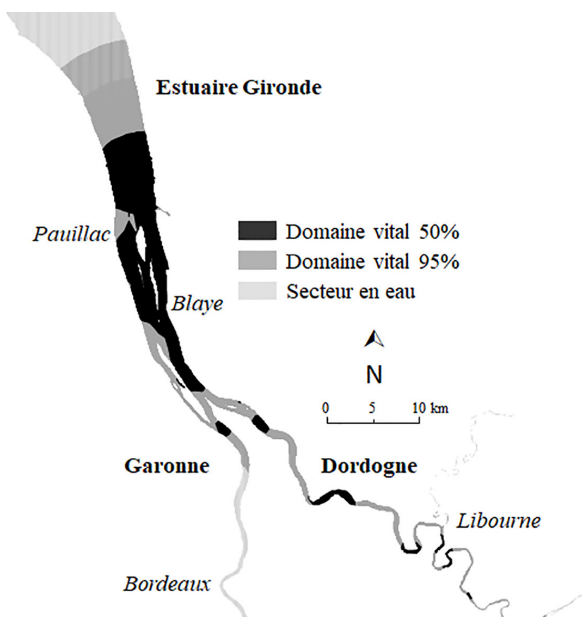 Estuaire Gironde
Pauillac
Domaine vital 50%
Domaine vital 95%
Secteur en eau
Blaye
N
0 5 10 km
Garonne
Dordogne
Libourne
Bordeaux